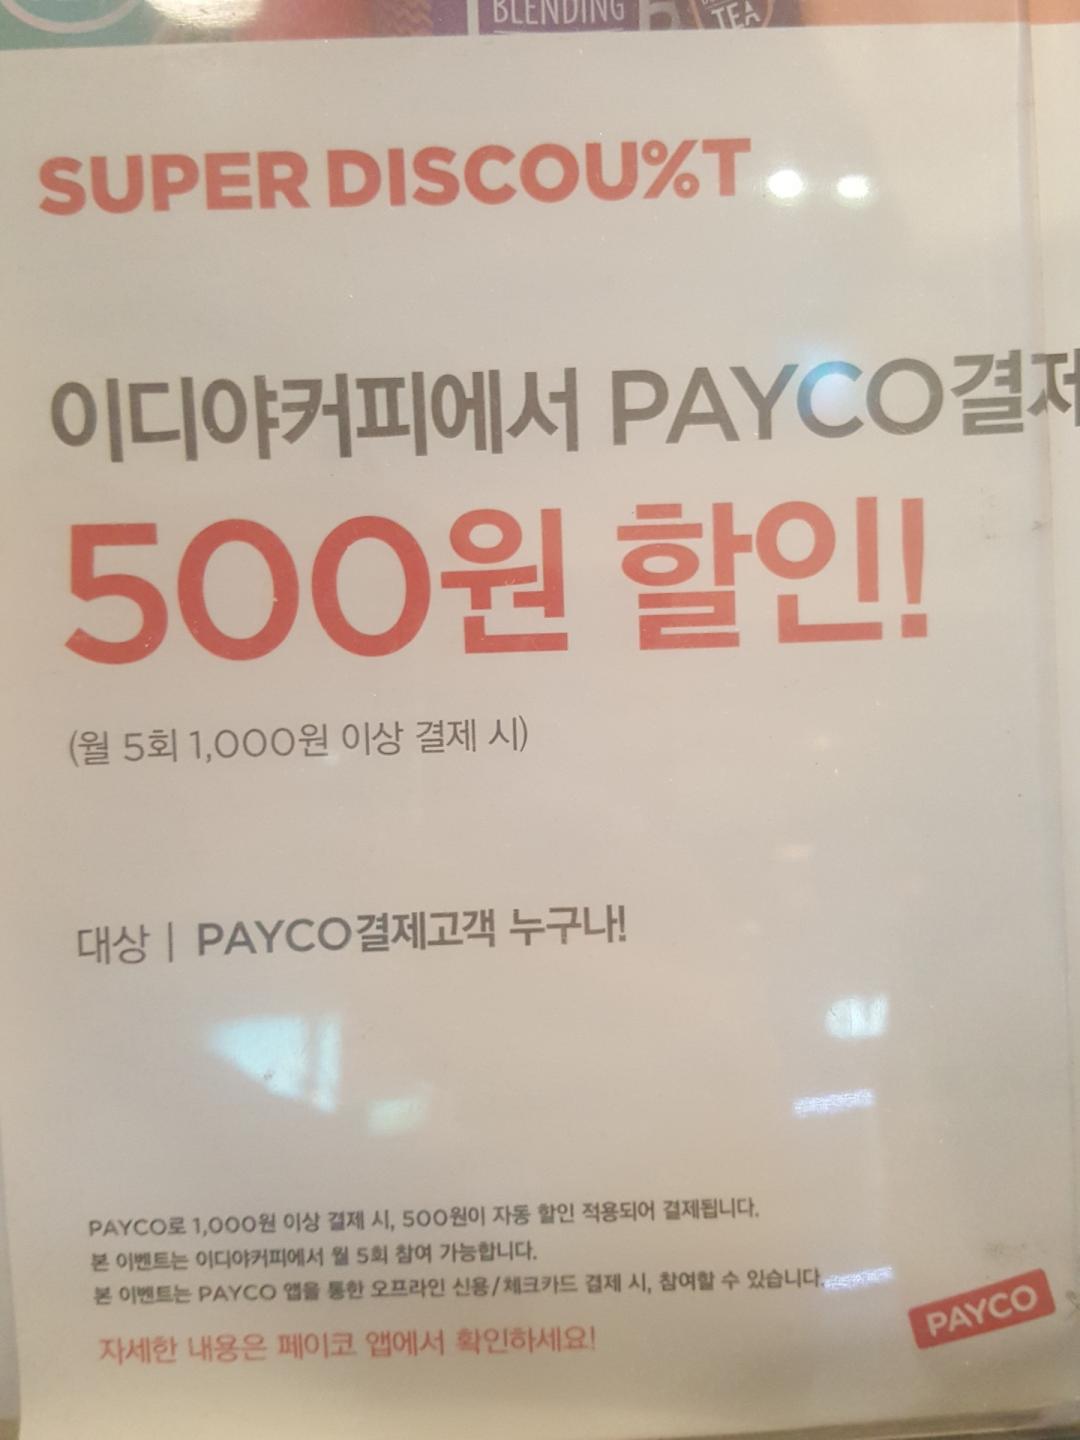 BLENDING
TEA
SUPER DISCOU%T
이디야커피에서 PAYCO결제
500원 할인!
(월 5회 1,000원 이상 결제 시)
대상 | PAYCO결제고객 누구나!
PAYCO로 1,000원 이상 결제 시, 500원이 자동 할인 적용되어 결제됩니다.
본 이벤트는 이디야커피에서 월 5회 참여 가능합니다.
본 이벤트는 PAYCO 앱을 통한 오프라인 신용/체크카드 결제 시, 참여할 수 있습니다.
자세한 내용은 페이코 앱에서 확인하세요!
PAYCO